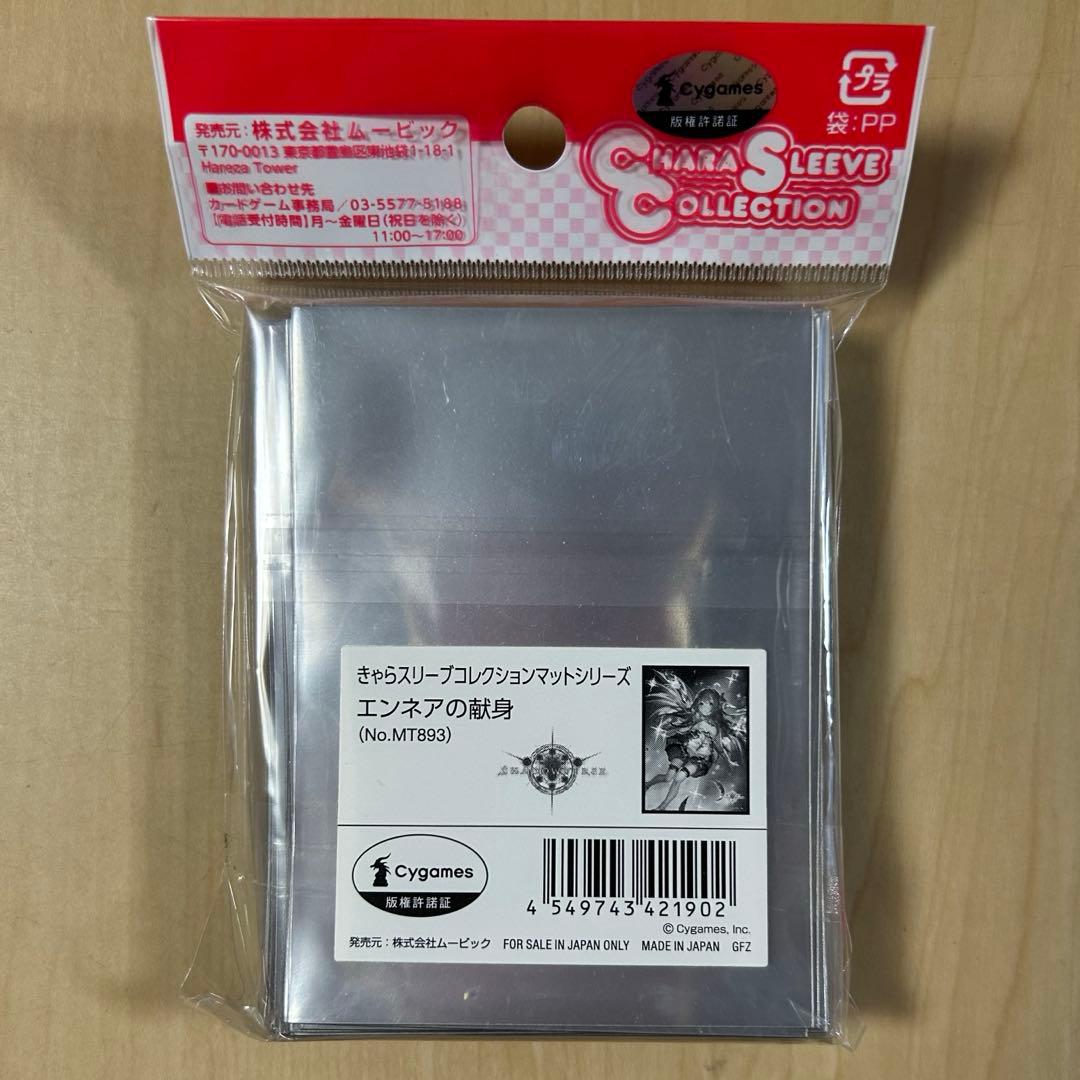 Cygames
版権許諾証
プラ
袋:PP
発売元:株式会社ムービック
〒170-0013 東京都豊島区東池袋1-18-1
Hareza Tower
■お問い合わせ先
カードゲーム事務局/03-5577-8188
【電話受付時間】月~金曜日(祝日を除く)
11:00~17:00
CHARA SLEEVE
COLLECTION
きゃらスリーブコレクションマットシリーズ
エンネアの献身
(No.MT893)
SHADOWVERSE
Cygames
版権許諾証
4 549743 421902
© Cygames, Inc.
発売元:株式会社ムービック FOR SALE IN JAPAN ONLY MADE IN JAPAN GFZ